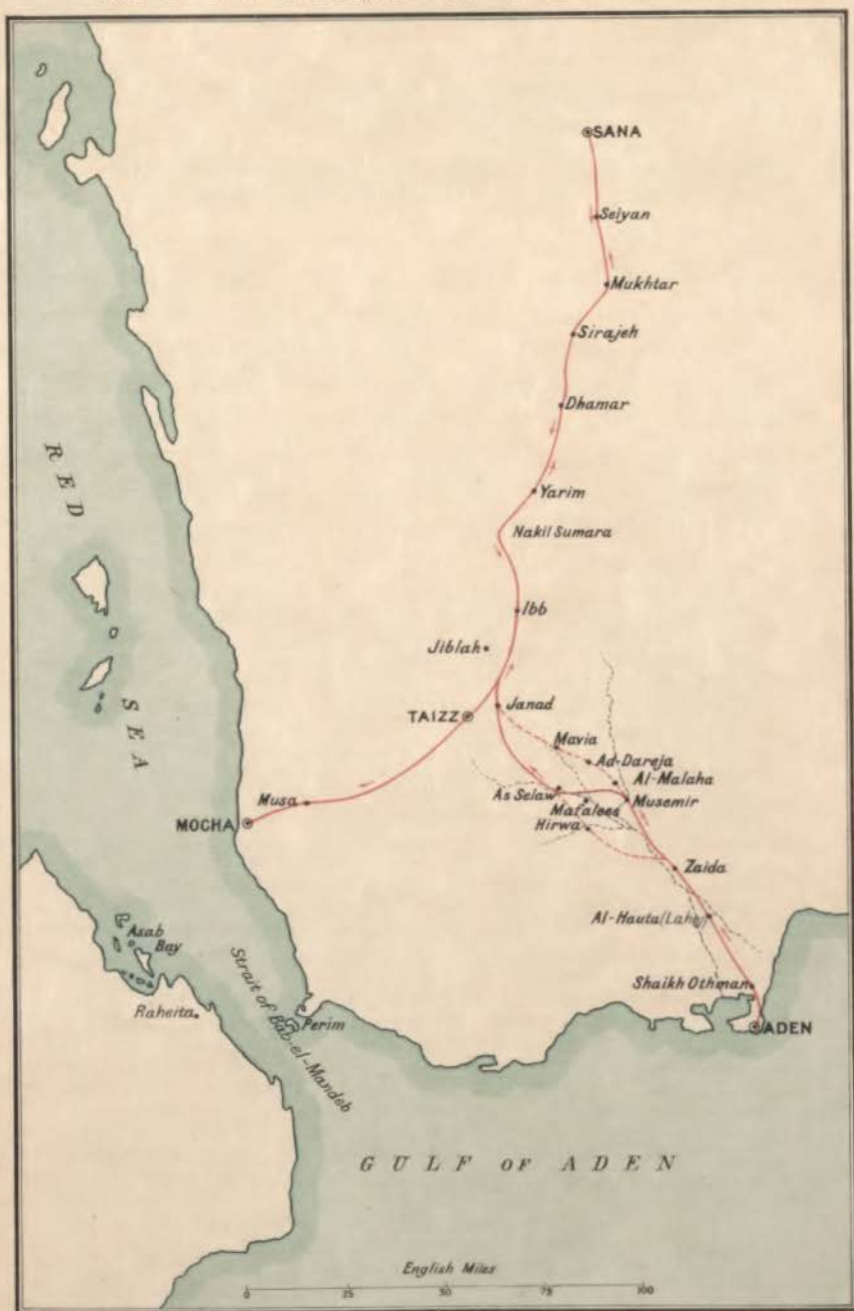 SANA
Seiyan
Mukhtar
Sirajeh
Dhamar
Yarim
Nakil Sumara
Ibb
Jiblah
Janad
TAIZZ
Mavia
Ad-Dareja
Al-Malaha
As Selaw
Musemir
Mafalees
Hirwa
Musa
MOCHA
Zaida
Al-Hauta (Lahej)
Shaikh Othman
ADEN
RED
SEA
Asab
Bay
Raheita
Perim
Strait of Bab-el-Mandeb
GULF OF ADEN
English Miles
0 25 50 75 100